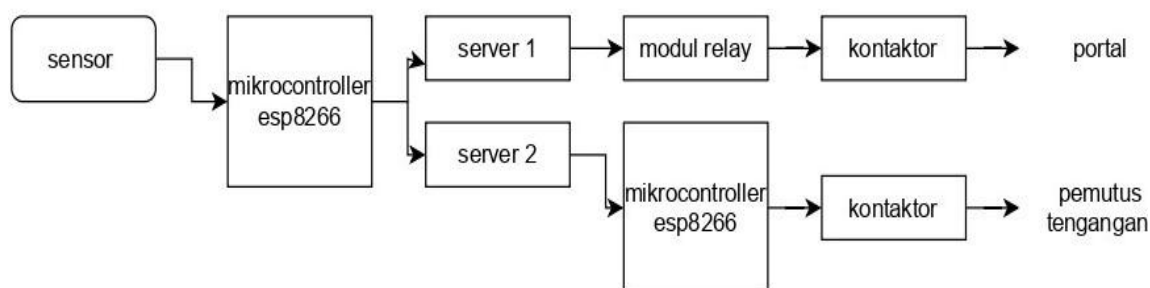 sensor
mikrocontroller
esp8266
server 1
modul relay
kontaktor
portal
server 2
mikrocontroller
esp8266
kontaktor
pemutus
tengangan